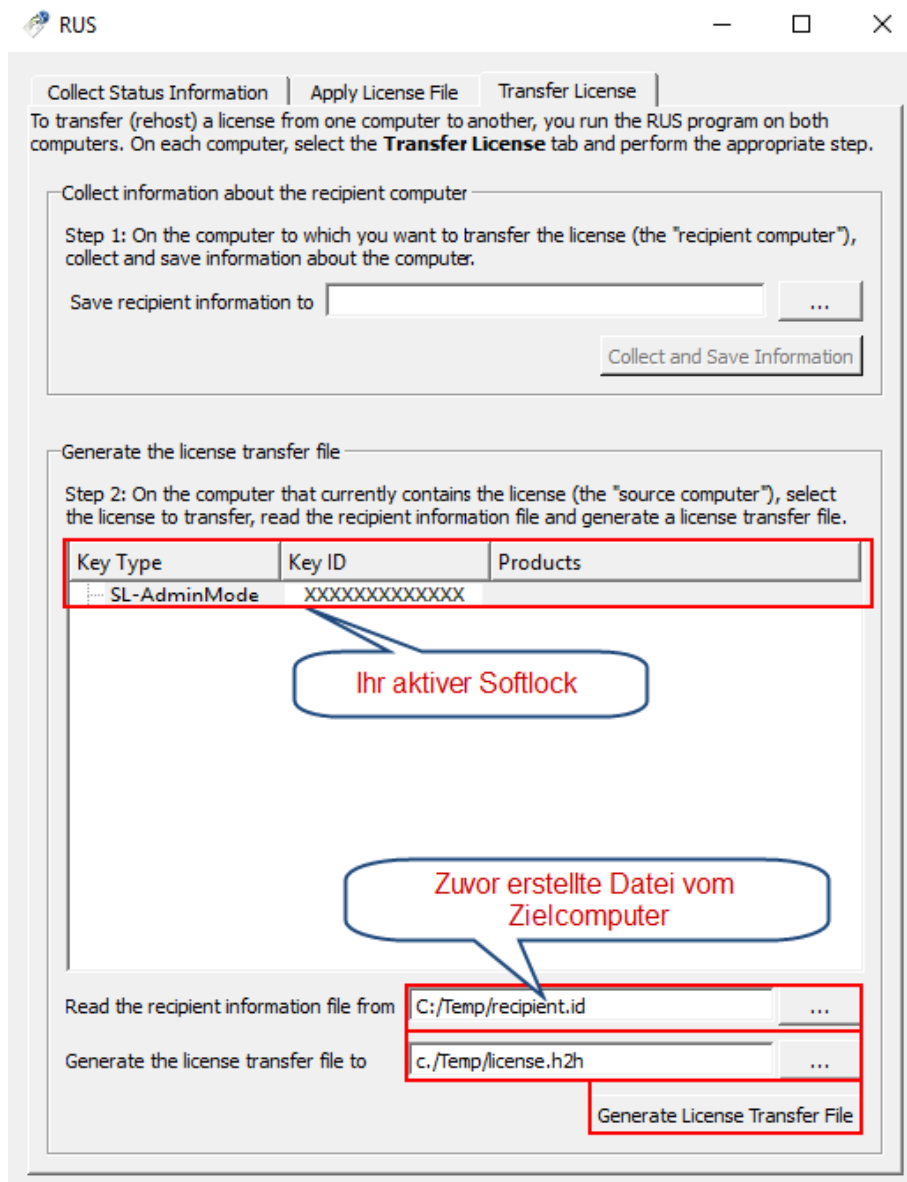 RUS
Collect Status Information
Apply License File
Transfer License
To transfer (rehost) a license from one computer to another, you run the RUS program on both
computers. On each computer, select the Transfer License tab and perform the appropriate step.
Collect information about the recipient computer
Step 1: On the computer to which you want to transfer the license (the "recipient computer"),
collect and save information about the computer.
Save recipient information to
...
Collect and Save Information
Generate the license transfer file
Step 2: On the computer that currently contains the license (the "source computer"), select
the license to transfer, read the recipient information file and generate a license transfer file.
Key Type Key ID Products
SL-AdminMode XXXXXXXXXXXXX
Ihr aktiver Softlock
Zuvor erstellte Datei vom
Zielcomputer
Read the recipient information file from C:/Temp/recipient.id ...
Generate the license transfer file to c./Temp/license.h2h ...
Generate License Transfer File